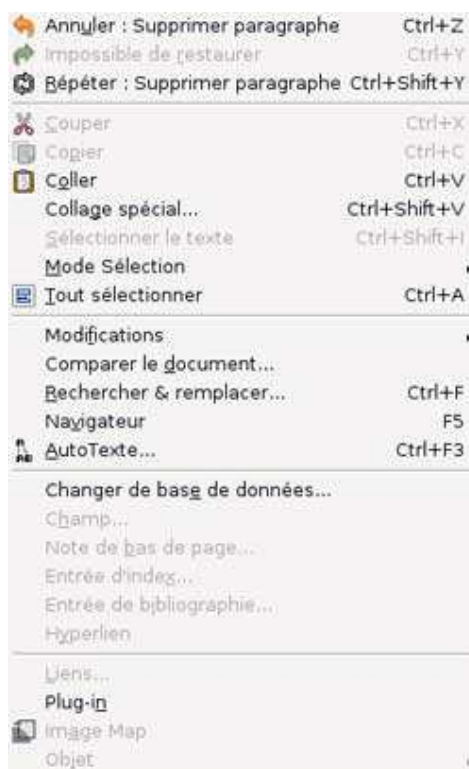 Annuler : Supprimer paragraphe Ctrl+Z
Impossible de restaurer Ctrl+Y
Répéter : Supprimer paragraphe Ctrl+Shift+Y
Couper Ctrl+X
Copier Ctrl+C
Coller Ctrl+V
Collage spécial... Ctrl+Shift+V
Sélectionner le texte Ctrl+Shift+I
Mode Sélection
Tout sélectionner Ctrl+A
Modifications
Comparer le document...
Rechercher & remplacer... Ctrl+F
Navigateur F5
AutoTexte... Ctrl+F3
Changer de base de données...
Champ...
Note de bas de page...
Entrée d'index...
Entrée de bibliographie...
Hyperlien
Liens...
Plug-in
Image Map
Objet